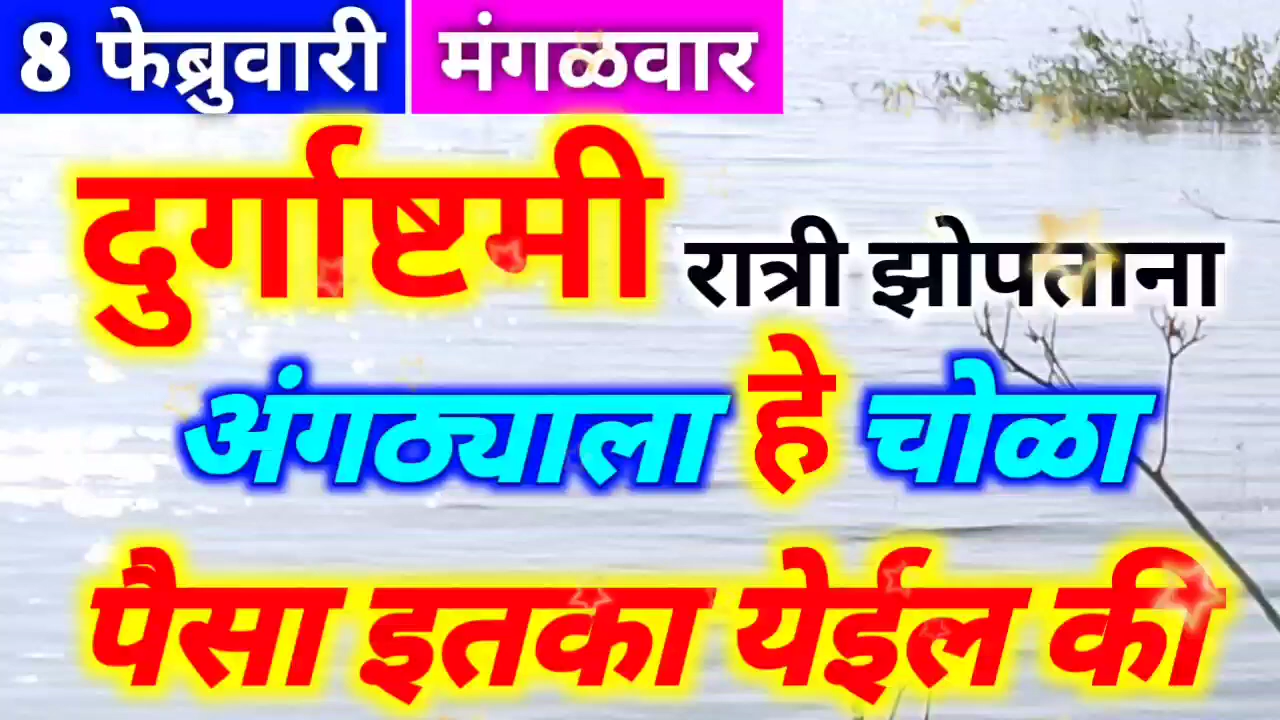 8 फेब्रुवारी मंगळवार
दुर्गाष्टमी रात्री झोपताना
अंगठ्याला हे चोळा
पैसा इतका येईल की